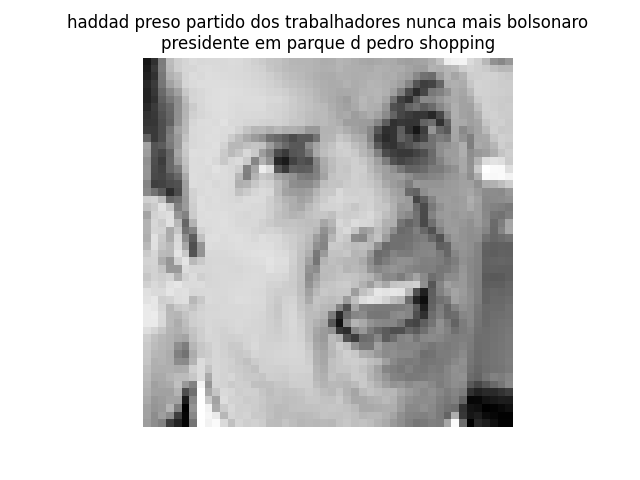 haddad preso partido dos trabalhadores nunca mais bolsonaro
presidente em parque d pedro shopping